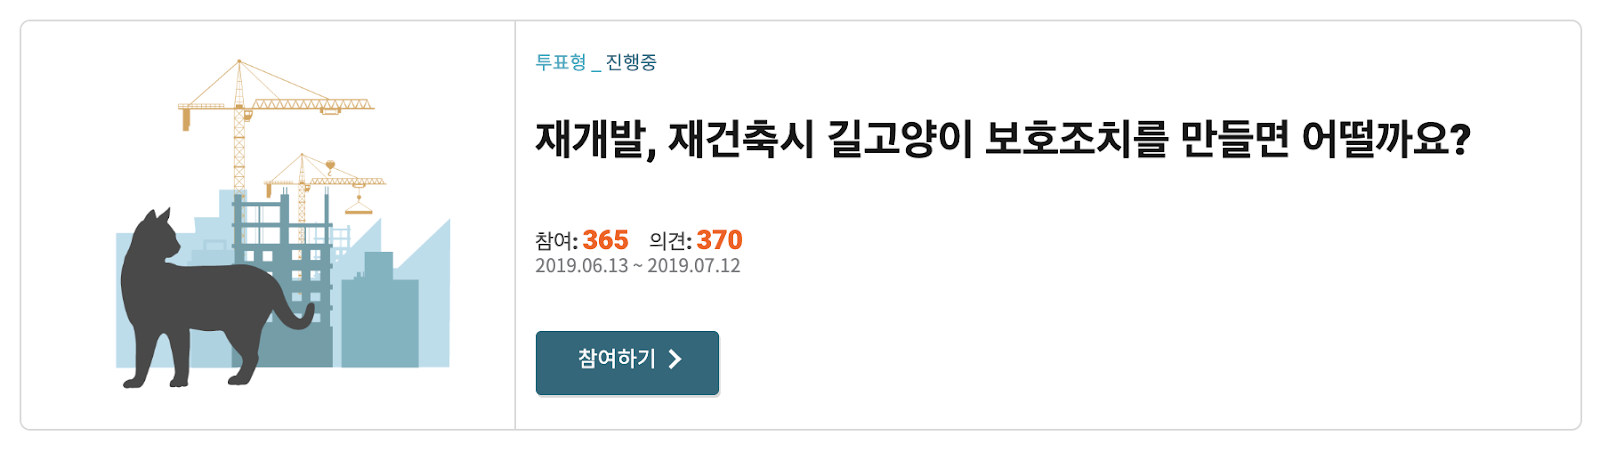 투표형 _ 진행중
재개발, 재건축시 길고양이 보호조치를 만들면 어떨까요?
참여: 365 의견: 370
2019.06.13 ~ 2019.07.12
참여하기